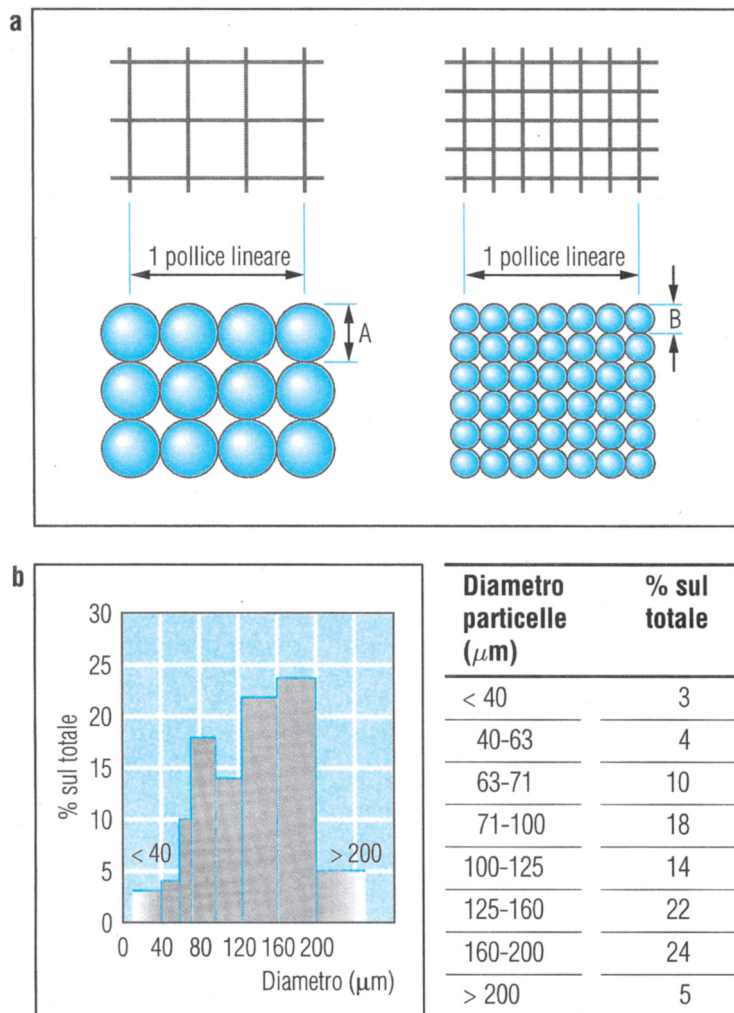 a
1 pollice lineare
1 pollice lineare
A
B
b
30
25
20
15
10
5
0
% sul totale
< 40
> 200
0 40 80 120 160 200
Diametro (μm)
Diametro particelle (μm) % sul totale
< 40 3
40-63 4
63-71 10
71-100 18
100-125 14
125-160 22
160-200 24
> 200 5